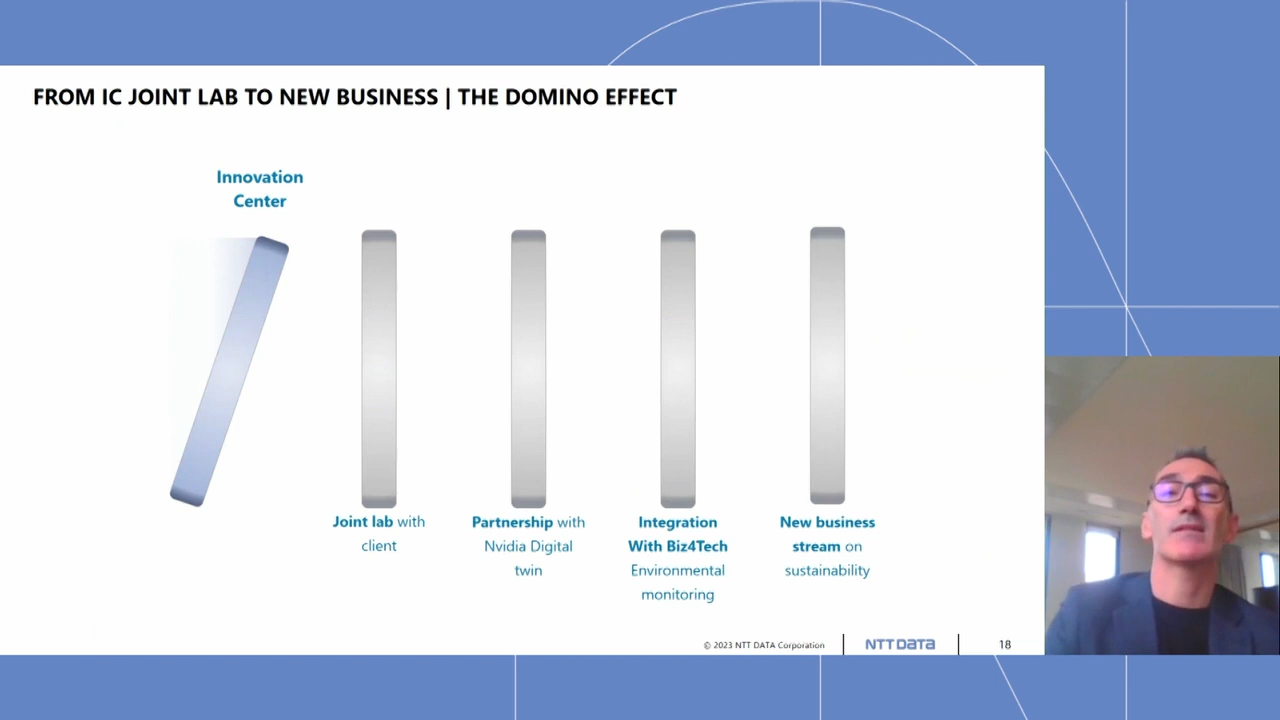 FROM IC JOINT LAB TO NEW BUSINESS | THE DOMINO EFFECT
Innovation
Center
Joint lab with
client
Partnership with
Nvidia Digital
twin
Integration
With Biz4Tech
Environmental
monitoring
New business
stream on
sustainability
© 2023 NTT DATA Corporation
NTT DATA
18